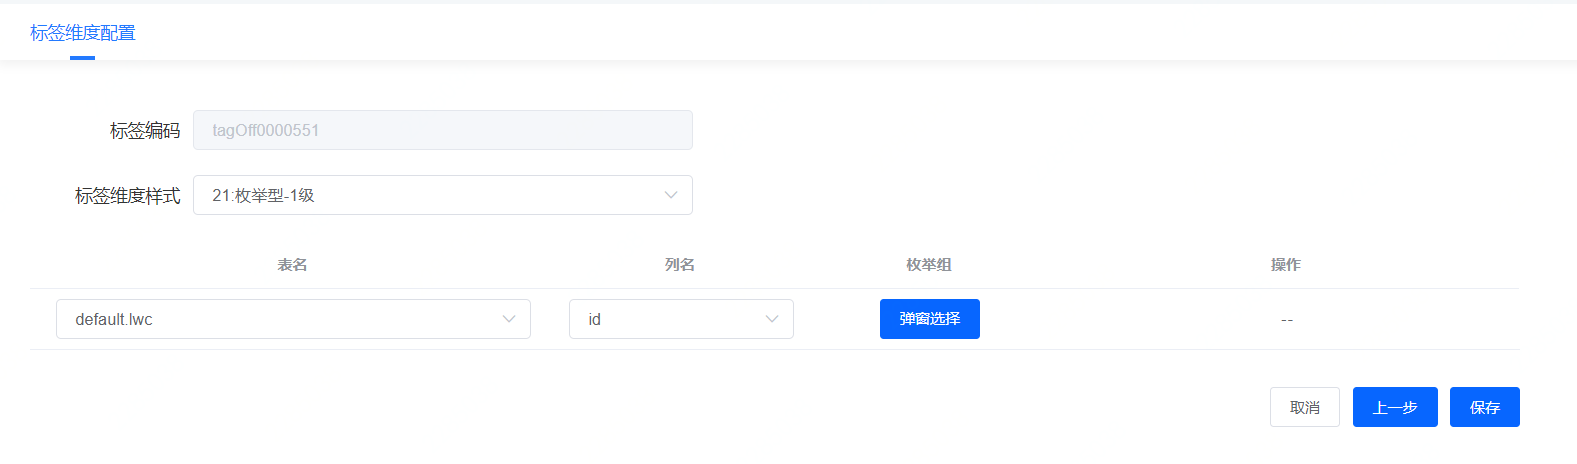 标签维度配置
标签编码 tagOff0000551
标签维度样式 21:枚举型-1级
表名 列名 枚举组 操作
default.lwc id 弹窗选择 --
取消 上一步 保存